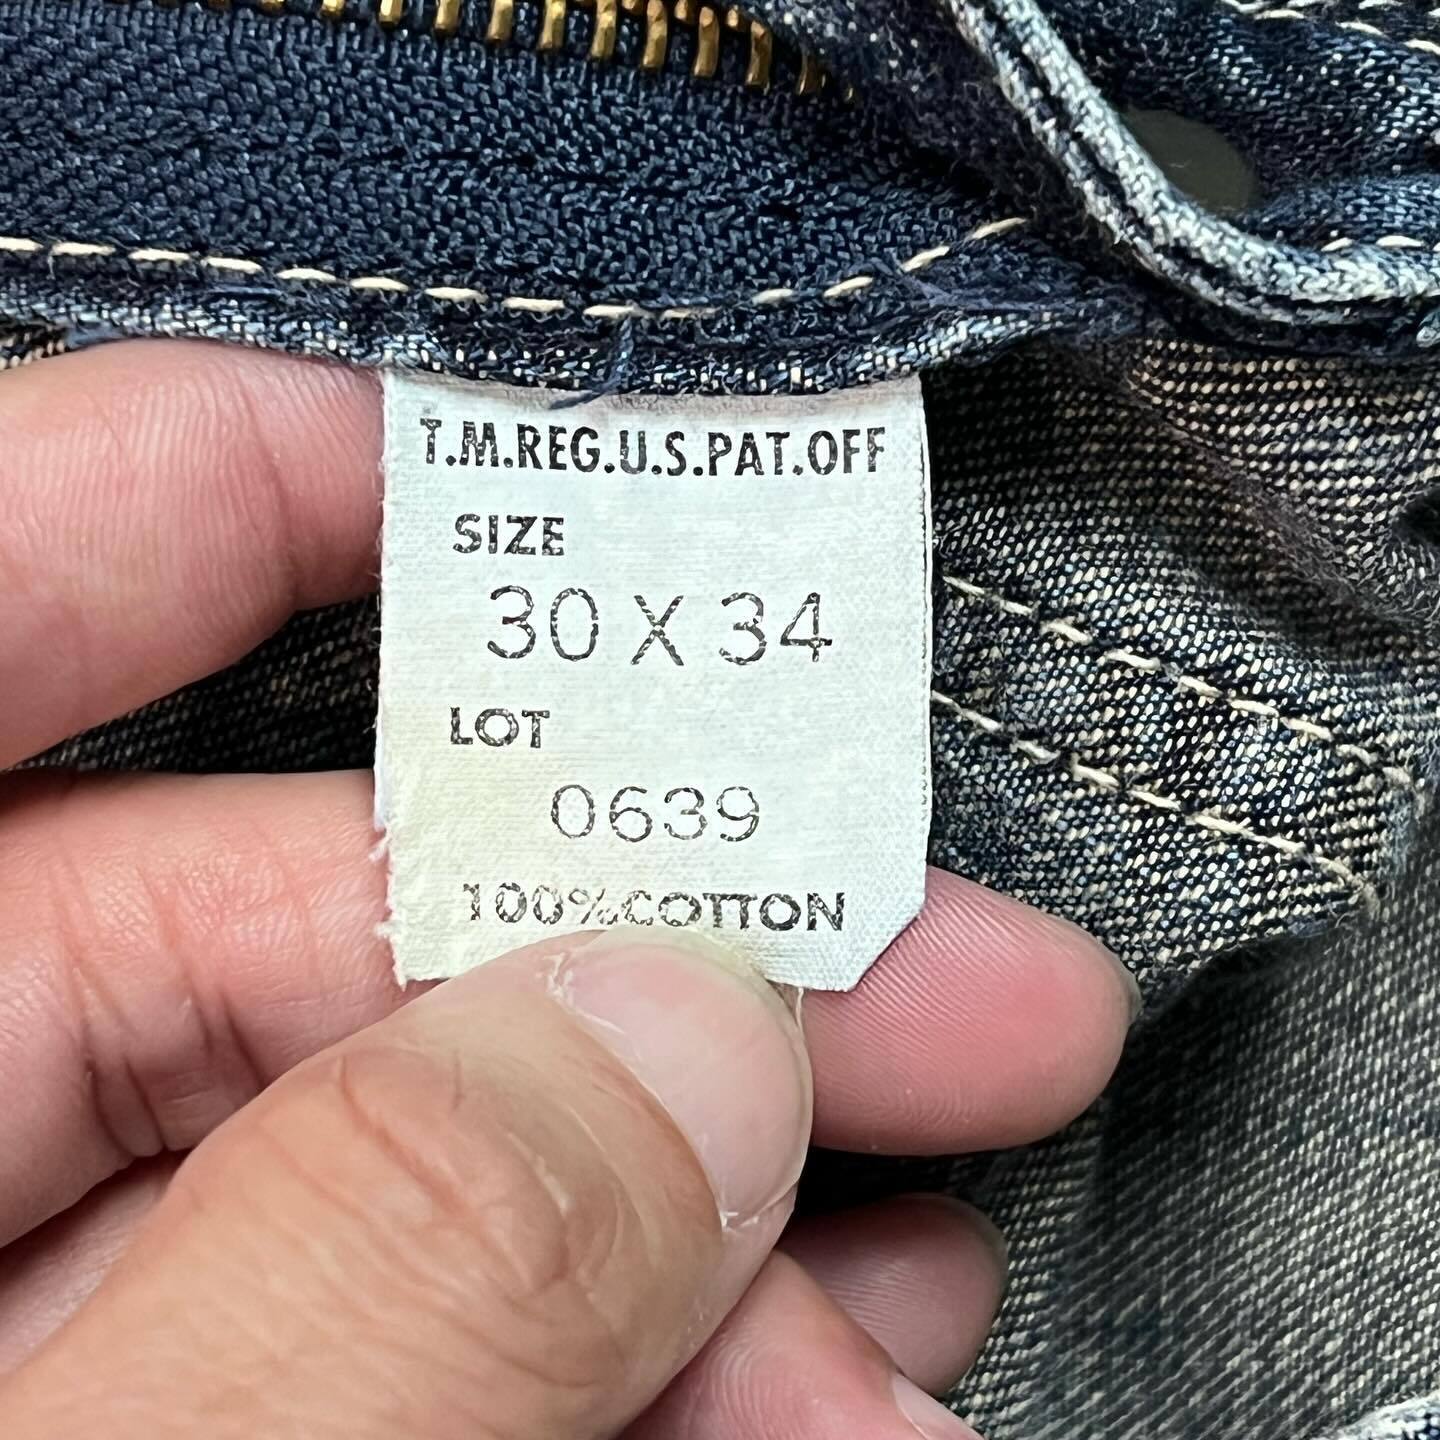 T.M.REG.U.S.PAT.OFF
SIZE
30 X 34
LOT
0639
100%COTTON